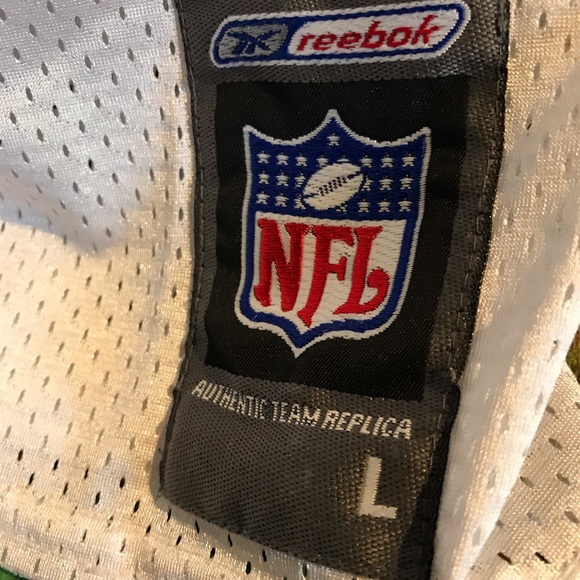 reebok
NFL
AUTHENTIC TEAM REPLICA
L